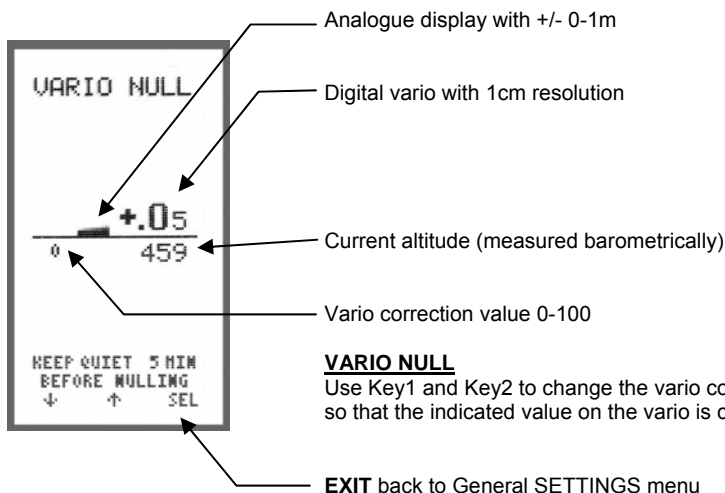 Analogue display with +/- 0-1m
VARIO NULL
Digital vario with 1cm resolution
+.05
0 459
Current altitude (measured barometrically)
Vario correction value 0-100
KEEP QUIET 5 MIN
BEFORE NULLING
↓ ↑ SEL
VARIO NULL
Use Key1 and Key2 to change the vario co
so that the indicated value on the vario is
EXIT back to General SETTINGS menu